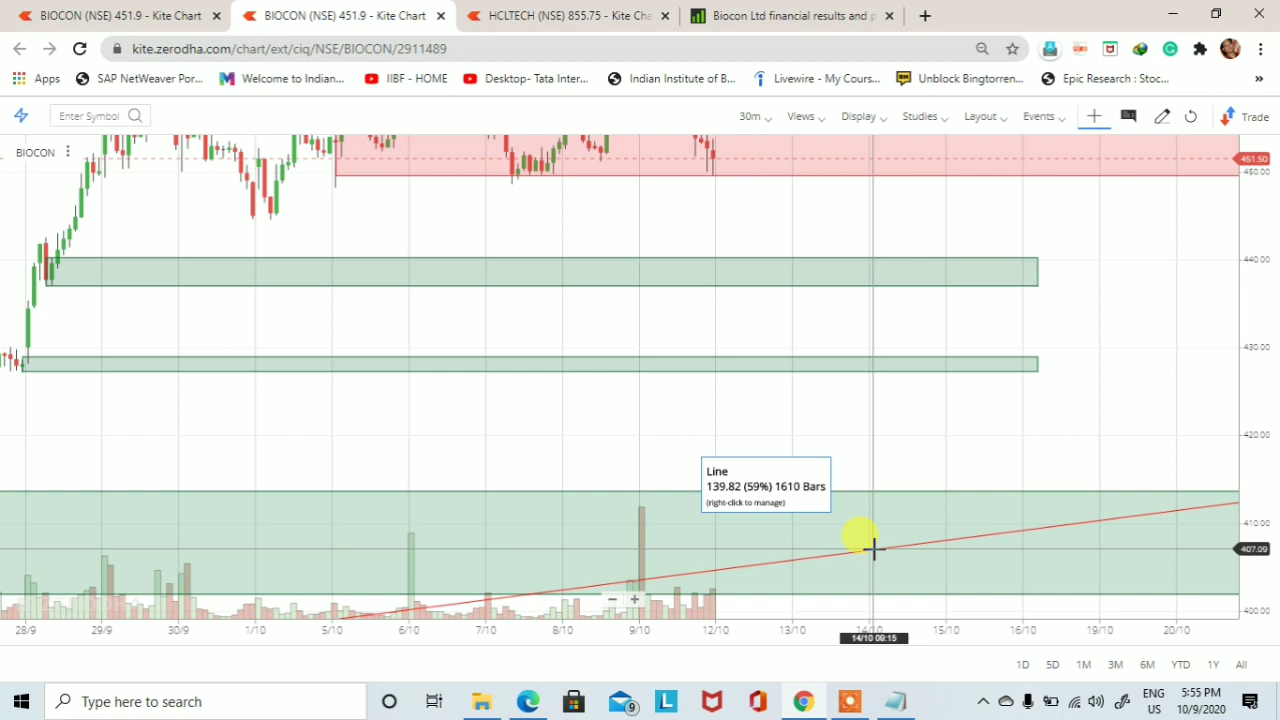 BIOCON (NSE) 451.9 - Kite Chart
BIOCON (NSE) 451.9 - Kite Chart
HCLTECH (NSE) 855.75 - Kite Cha
Biocon Ltd financial results and p
kite.zerodha.com/chart/ext/ciq/NSE/BIOCON/2911489
Apps
SAP NetWeaver Por...
Welcome to Indian...
IIBF - HOME
Desktop- Tata Inter...
Indian Institute of B...
Livewire - My Cours...
Unblock Bingtorren...
Epic Research : Stoc...
»
Enter Symbol
30m
Views
Display
Studies
Layout
Events
Trade
BIOCON
451.50
450.00
440.00
430.00
420.00
410.00
407.09
400.00
Line
139.82 (59%) 1610 Bars
(right-click to manage)
28/9
29/9
30/9
1/10
5/10
6/10
7/10
8/10
9/10
12/10
13/10
14/10
15/10
16/10
19/10
20/10
14/10 09:15
1D
5D
1M
3M
6M
YTD
1Y
All
Type here to search
9
L
ENG
US
5:55 PM
10/9/2020